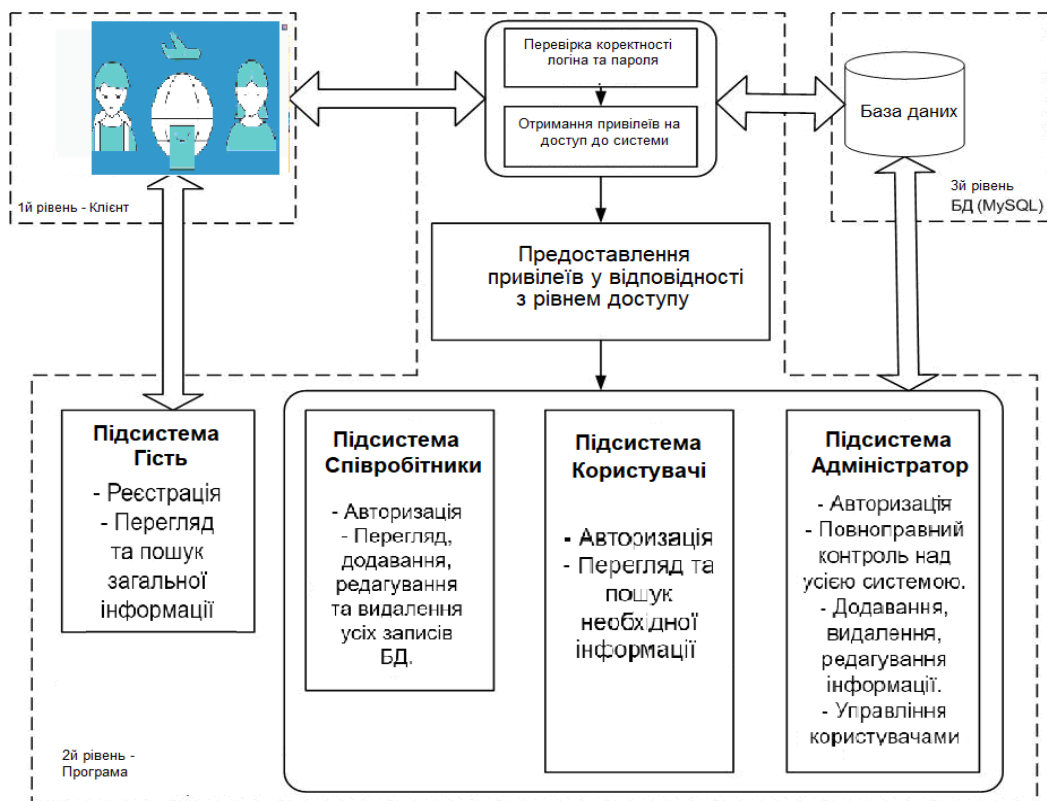 Перевірка коректності
логіна та пароля
Отримання привілеїв на
доступ до системи
База даних
1й рівень - Клієнт
3й рівень
БД (MySQL)
Предоставлення
привілеїв у відповідності
з рівнем доступу
Підсистема
Гість
- Реєстрація
- Перегляд
та пошук
загальної
інформації
Підсистема
Співробітники
- Авторизація
- Перегляд,
додавання,
редагування
та видалення
усіх записів
БД.
Підсистема
Користувачі
- Авторизація
- Перегляд та
пошук
необхідної
інформації
Підсистема
Адміністратор
- Авторизація
- Повноправний
контроль над
усією системою.
- Додавання,
видалення,
редагування
інформації.
- Управління
користувачами
2й рівень -
Програма